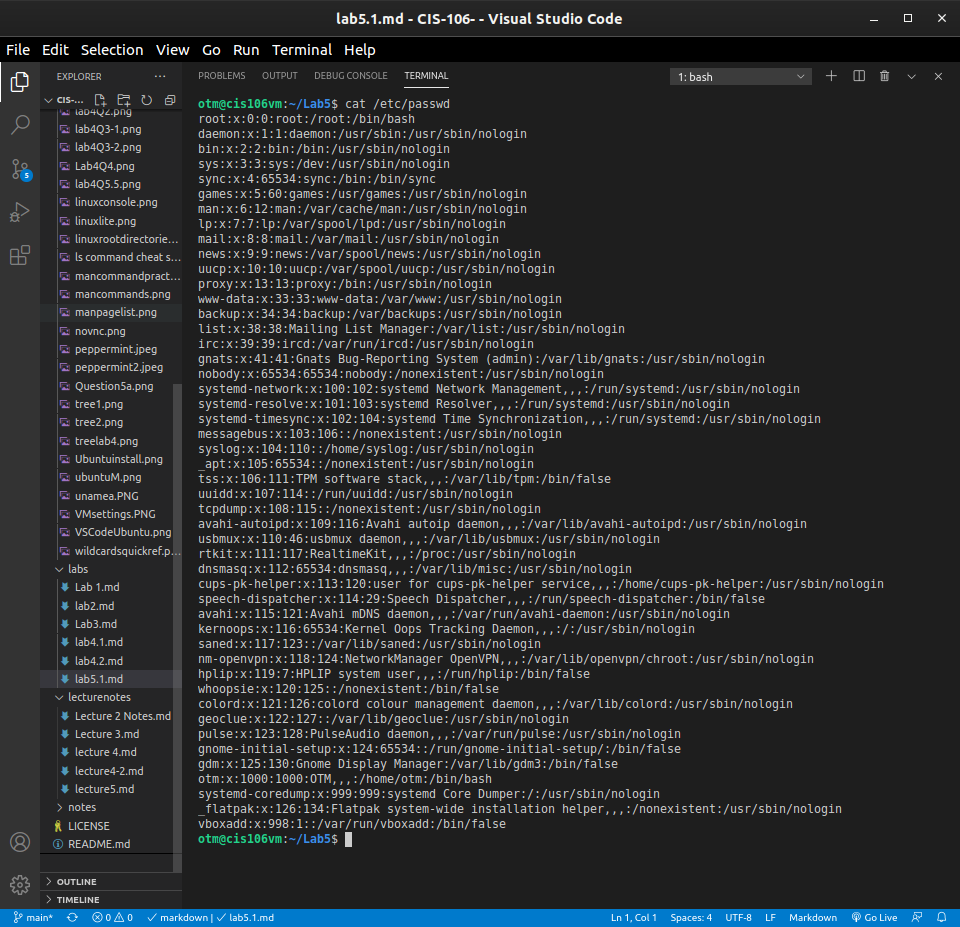 lab5.1.md - CIS-106- - Visual Studio Code
File Edit Selection View Go Run Terminal Help
EXPLORER
CIS-...
lab4Q2.png
lab4Q3-1.png
lab4Q3-2.png
Lab4Q4.png
lab4Q5.5.png
linuxconsole.png
linuxlite.png
linuxrootdirectorie...
ls command cheat s...
mancommandpract...
mancommands.png
manpagelist.png
novnc.png
peppermint.jpeg
peppermint2.jpeg
Question5a.png
tree1.png
tree2.png
treelab4.png
Ubuntuinstall.png
ubuntuM.png
unamea.PNG
VMsettings.PNG
VSCodeUbuntu.png
wildcardsquickref.p...
labs
Lab 1.md
lab2.md
Lab3.md
lab4.1.md
lab4.2.md
lab5.1.md
lecturenotes
Lecture 2 Notes.md
Lecture 3.md
lecture 4.md
lecture4-2.md
lecture5.md
notes
LICENSE
README.md
OUTLINE
TIMELINE
5
PROBLEMS OUTPUT DEBUG CONSOLE TERMINAL
1: bash
otm@cis106vm:~/Lab5$ cat /etc/passwd
root:x:0:0:root:/root:/bin/bash
daemon:x:1:1:daemon:/usr/sbin:/usr/sbin/nologin
bin:x:2:2:bin:/bin:/usr/sbin/nologin
sys:x:3:3:sys:/dev:/usr/sbin/nologin
sync:x:4:65534:sync:/bin:/bin/sync
games:x:5:60:games:/usr/games:/usr/sbin/nologin
man:x:6:12:man:/var/cache/man:/usr/sbin/nologin
lp:x:7:7:lp:/var/spool/lpd:/usr/sbin/nologin
mail:x:8:8:mail:/var/mail:/usr/sbin/nologin
news:x:9:9:news:/var/spool/news:/usr/sbin/nologin
uucp:x:10:10:uucp:/var/spool/uucp:/usr/sbin/nologin
proxy:x:13:13:proxy:/bin:/usr/sbin/nologin
www-data:x:33:33:www-data:/var/www:/usr/sbin/nologin
backup:x:34:34:backup:/var/backups:/usr/sbin/nologin
list:x:38:38:Mailing List Manager:/var/list:/usr/sbin/nologin
irc:x:39:39:ircd:/var/run/ircd:/usr/sbin/nologin
gnats:x:41:41:Gnats Bug-Reporting System (admin):/var/lib/gnats:/usr/sbin/nologin
nobody:x:65534:65534:nobody:/nonexistent:/usr/sbin/nologin
systemd-network:x:100:102:systemd Network Management,,,:/run/systemd:/usr/sbin/nologin
systemd-resolve:x:101:103:systemd Resolver,,,:/run/systemd:/usr/sbin/nologin
systemd-timesync:x:102:104:systemd Time Synchronization,,,:/run/systemd:/usr/sbin/nologin
messagebus:x:103:106::/nonexistent:/usr/sbin/nologin
syslog:x:104:110::/home/syslog:/usr/sbin/nologin
_apt:x:105:65534::/nonexistent:/usr/sbin/nologin
tss:x:106:111:TPM software stack,,,:/var/lib/tpm:/bin/false
uuidd:x:107:114::/run/uuidd:/usr/sbin/nologin
tcpdump:x:108:115::/nonexistent:/usr/sbin/nologin
avahi-autoipd:x:109:116:Avahi autoip daemon,,,:/var/lib/avahi-autoipd:/usr/sbin/nologin
usbmux:x:110:46:usbmux daemon,,,:/var/lib/usbmux:/usr/sbin/nologin
rtkit:x:111:117:RealtimeKit,,,:/proc:/usr/sbin/nologin
dnsmasq:x:112:65534:dnsmasq,,,:/var/lib/misc:/usr/sbin/nologin
cups-pk-helper:x:113:120:user for cups-pk-helper service,,,:/home/cups-pk-helper:/usr/sbin/nologin
speech-dispatcher:x:114:29:Speech Dispatcher,,,:/run/speech-dispatcher:/bin/false
avahi:x:115:121:Avahi mDNS daemon,,,:/var/run/avahi-daemon:/usr/sbin/nologin
kernoops:x:116:65534:Kernel Oops Tracking Daemon,,,:/:/usr/sbin/nologin
saned:x:117:123::/var/lib/saned:/usr/sbin/nologin
nm-openvpn:x:118:124:NetworkManager OpenVPN,,,:/var/lib/openvpn/chroot:/usr/sbin/nologin
hplip:x:119:7:HPLIP system user,,,:/run/hplip:/bin/false
whoopsie:x:120:125::/nonexistent:/bin/false
colord:x:121:126:colord colour management daemon,,,:/var/lib/colord:/usr/sbin/nologin
geoclue:x:122:127::/var/lib/geoclue:/usr/sbin/nologin
pulse:x:123:128:PulseAudio daemon,,,:/var/run/pulse:/usr/sbin/nologin
gnome-initial-setup:x:124:65534::/run/gnome-initial-setup/:/bin/false
gdm:x:125:130:Gnome Display Manager:/var/lib/gdm3:/bin/false
otm:x:1000:1000:OTM,,,:/home/otm:/bin/bash
systemd-coredump:x:999:999:systemd Core Dumper:/:/usr/sbin/nologin
_flatpak:x:126:134:Flatpak system-wide installation helper,,,:/nonexistent:/usr/sbin/nologin
vboxadd:x:998:1::/var/run/vboxadd:/bin/false
otm@cis106vm:~/Lab5$
main* 0 0 markdown | lab5.1.md Ln 1, Col 1 Spaces: 4 UTF-8 LF Markdown Go Live